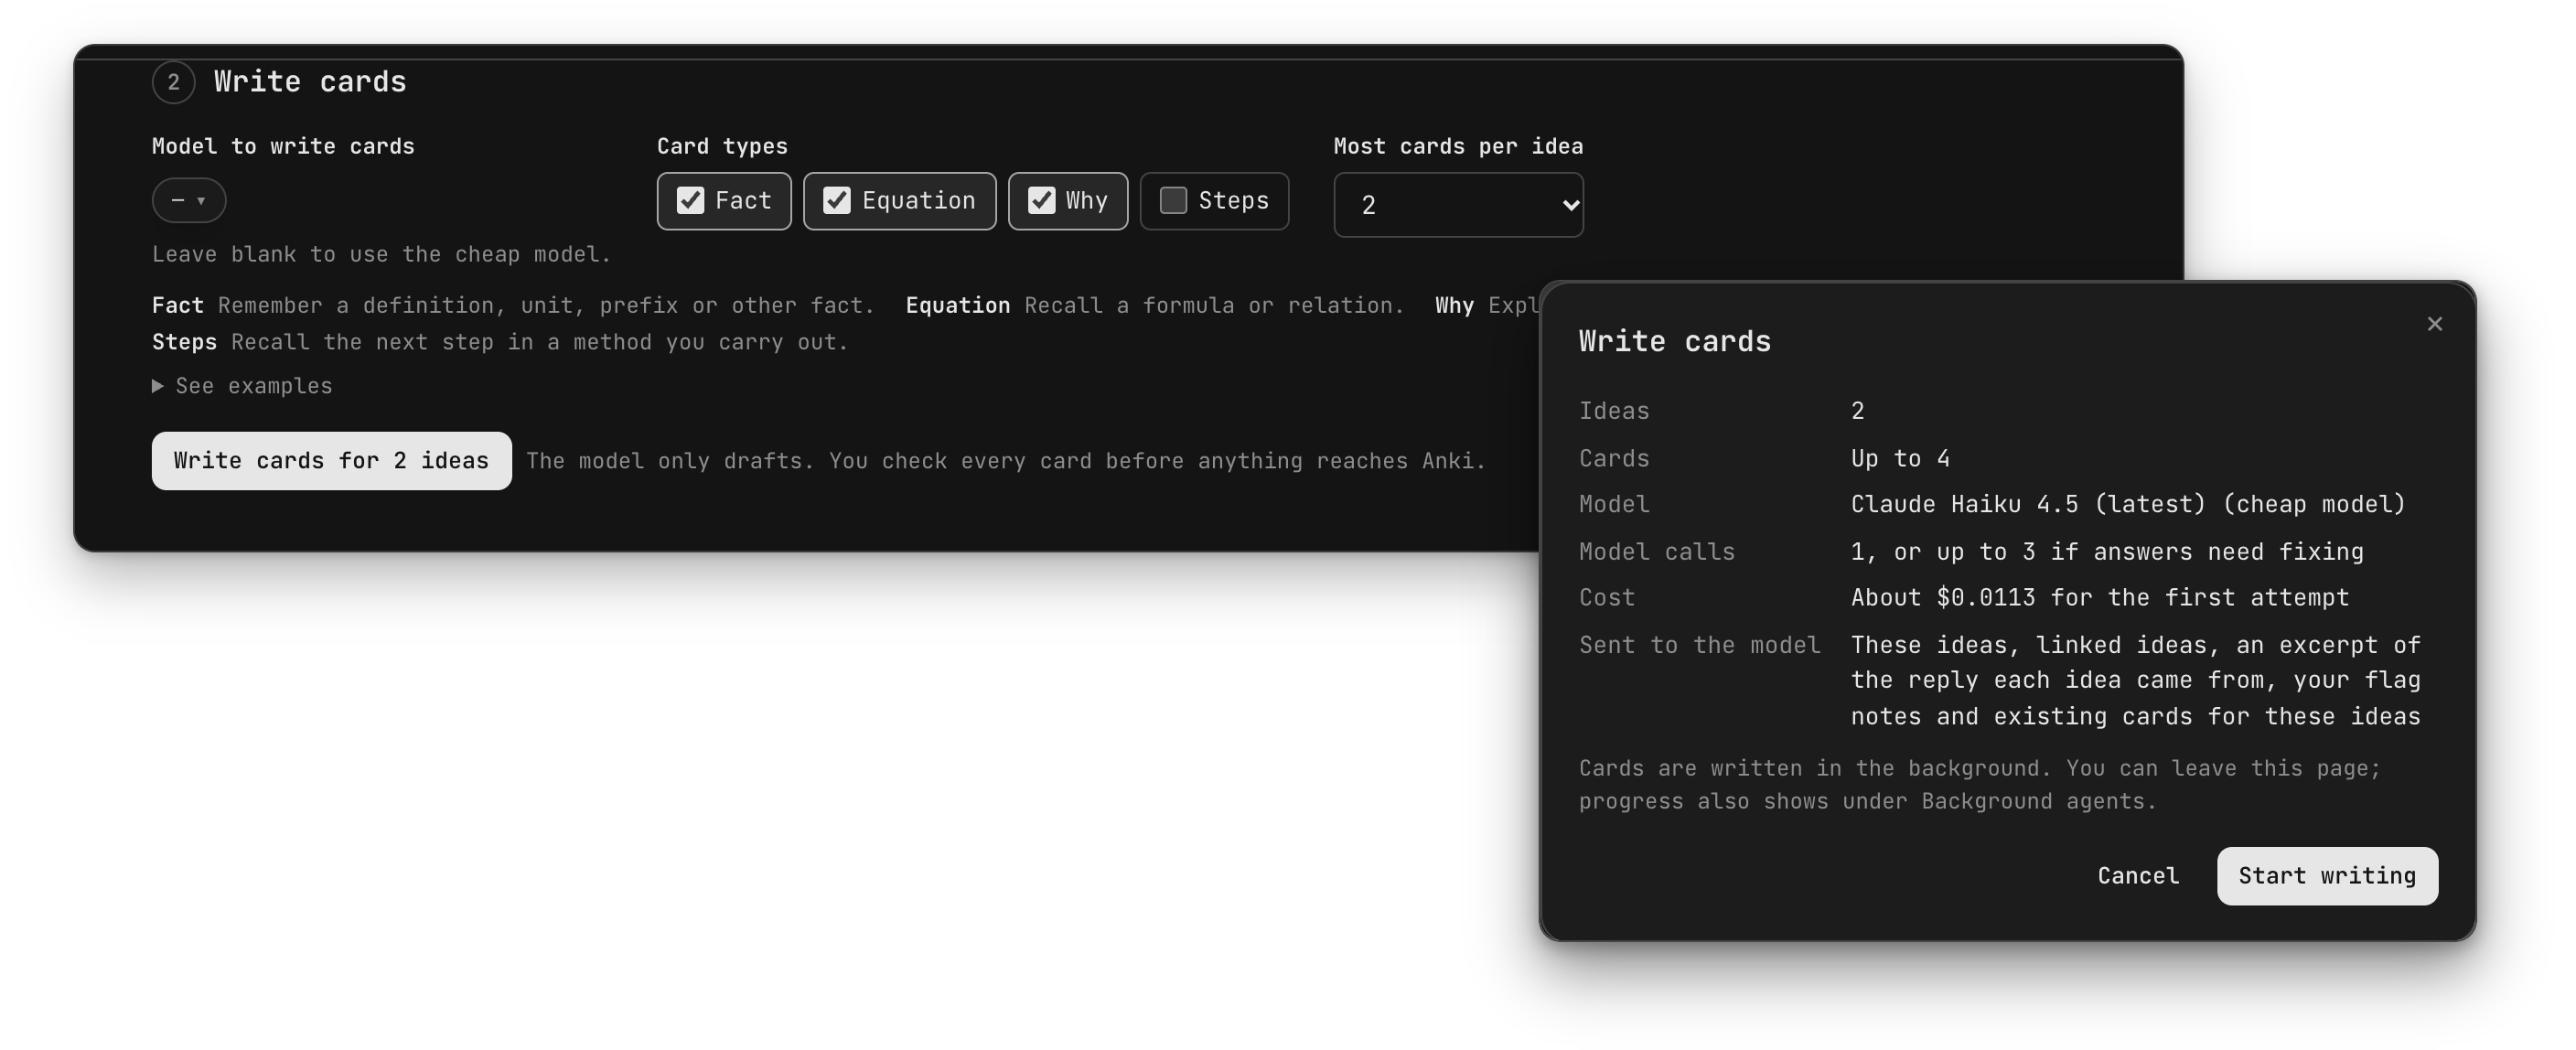 2 Write cards
Model to write cards
Card types
Most cards per idea
– ▾
Fact
Equation
Why
Steps
2
Leave blank to use the cheap model.
Fact Remember a definition, unit, prefix or other fact. Equation Recall a formula or relation. Why
Steps Recall the next step in a method you carry out.
See examples
Write cards for 2 ideas
The model only drafts. You check every card before anything reaches Anki.
Write cards
×
Ideas 2
Cards Up to 4
Model Claude Haiku 4.5 (latest) (cheap model)
Model calls 1, or up to 3 if answers need fixing
Cost About $0.0113 for the first attempt
Sent to the model These ideas, linked ideas, an excerpt of
the reply each idea came from, your flag
notes and existing cards for these ideas
Cards are written in the background. You can leave this page;
progress also shows under Background agents.
Cancel
Start writing